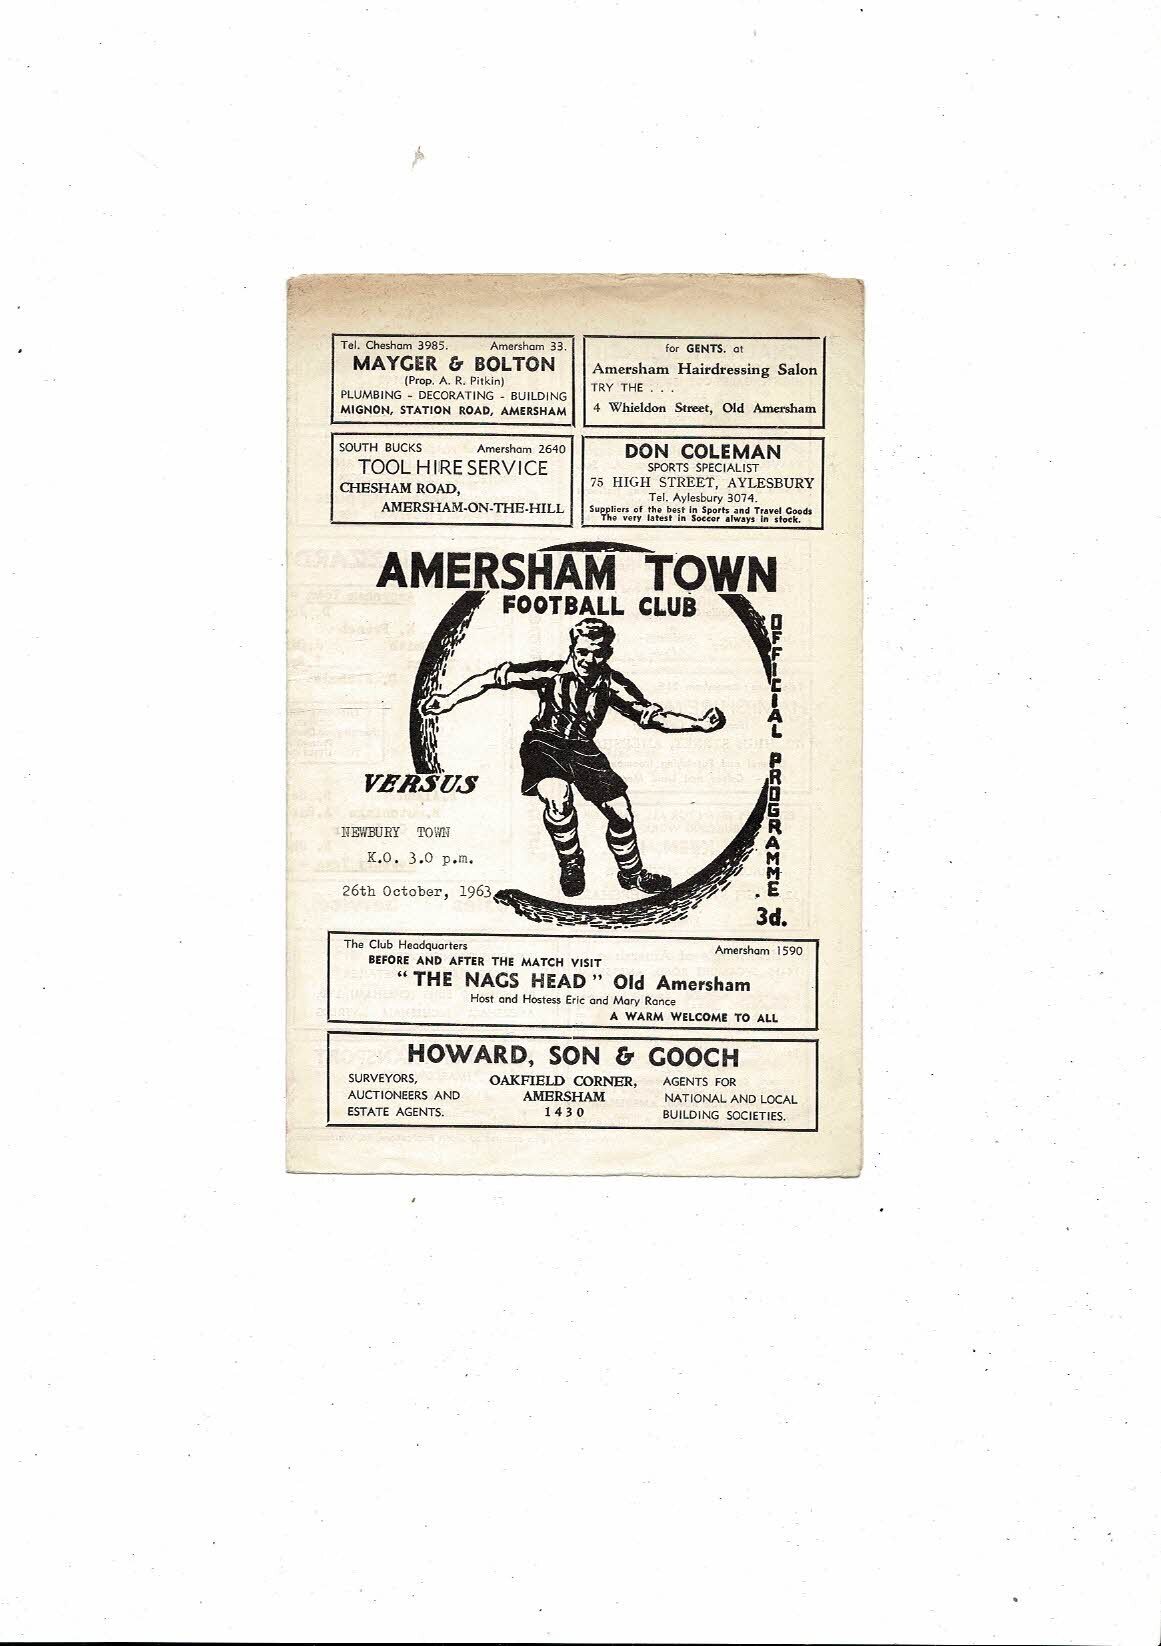 Tel. Chesham 3985. Amersham 33.
MAYGER & BOLTON
(Prop. A. R. Pitkin)
PLUMBING - DECORATING - BUILDING
MIGNON, STATION ROAD, AMERSHAM
for GENTS. at
Amersham Hairdressing Salon
TRY THE . . .
4 Whieldon Street, Old Amersham
SOUTH BUCKS Amersham 2640
TOOL HIRE SERVICE
CHESHAM ROAD,
AMERSHAM-ON-THE-HILL
DON COLEMAN
SPORTS SPECIALIST
75 HIGH STREET, AYLESBURY
Tel. Aylesbury 3074.
Suppliers of the best in Sports and Travel Goods
The very latest in Soccer always in stock.
AMERSHAM TOWN
FOOTBALL CLUB
OFFICIAL PROGRAMME
VERSUS
NEWBURY TOWN
K.O. 3.0 p.m.
26th October, 1963
3d.
The Club Headquarters Amersham 1590
BEFORE AND AFTER THE MATCH VISIT
"THE NAGS HEAD" Old Amersham
Host and Hostess Eric and Mary Rance
A WARM WELCOME TO ALL
HOWARD, SON & GOOCH
SURVEYORS,
AUCTIONEERS AND
ESTATE AGENTS.
OAKFIELD CORNER,
AMERSHAM
1430
AGENTS FOR
NATIONAL AND LOCAL
BUILDING SOCIETIES.